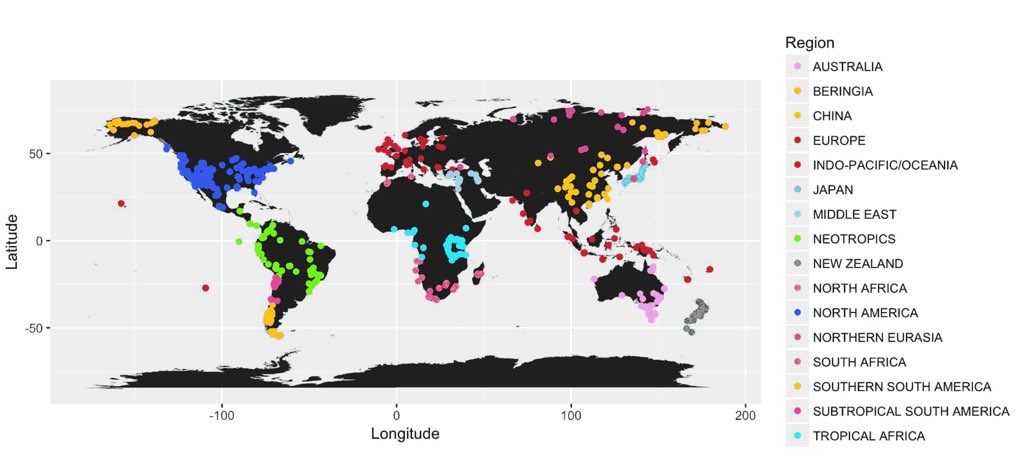 Region
AUSTRALIA
BERINGIA
CHINA
EUROPE
INDO-PACIFIC/OCEANIA
JAPAN
MIDDLE EAST
NEOTROPICS
NEW ZEALAND
NORTH AFRICA
NORTH AMERICA
NORTHERN EURASIA
SOUTH AFRICA
SOUTHERN SOUTH AMERICA
SUBTROPICAL SOUTH AMERICA
TROPICAL AFRICA
Latitude
50
0
-50
-100
0
100
200
Longitude